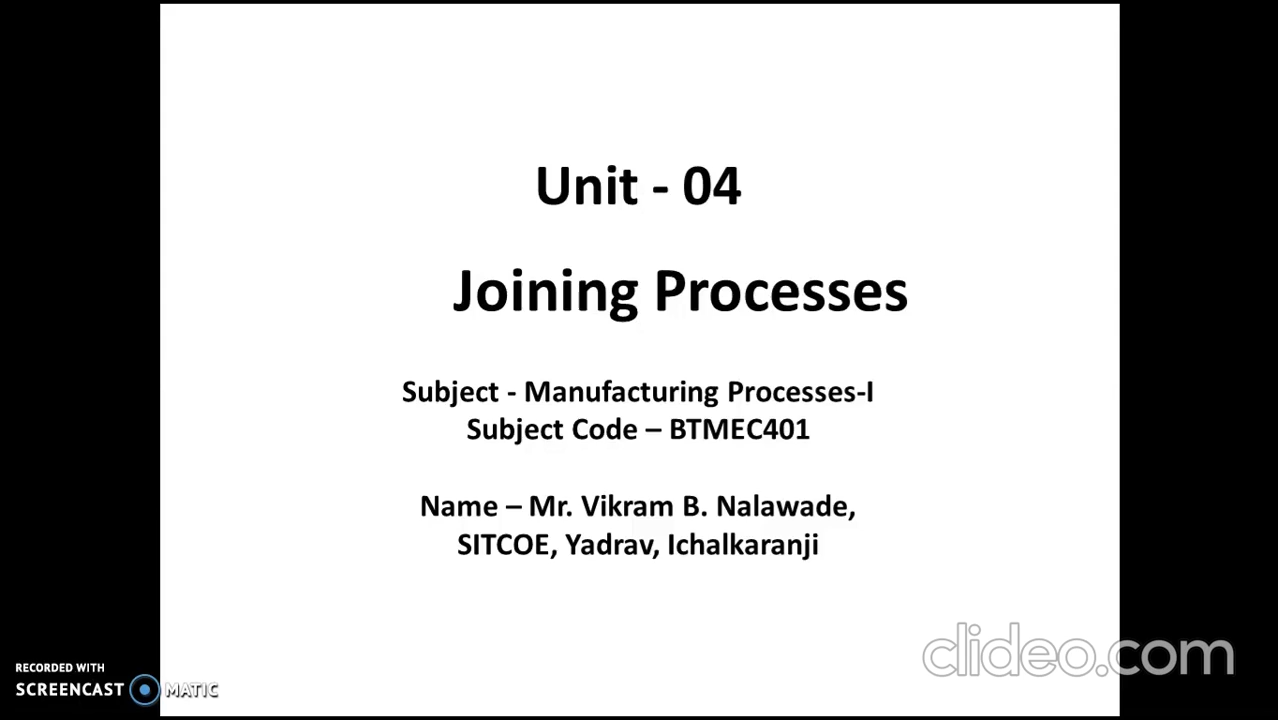 Unit - 04
Joining Processes
Subject - Manufacturing Processes-I
Subject Code – BTMEC401
Name – Mr. Vikram B. Nalawade,
SITCOE, Yadrav, Ichalkaranji
clideo.com
RECORDED WITH
SCREENCAST MATIC